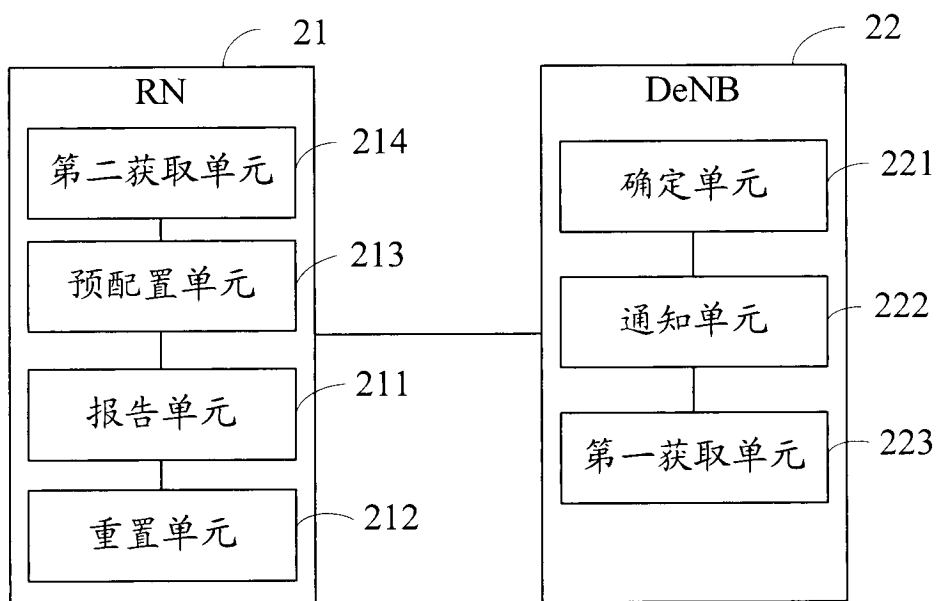 21
RN
第二获取单元
214
预配置单元
213
报告单元
211
重置单元
212
22
DeNB
确定单元
221
通知单元
222
第一获取单元
223